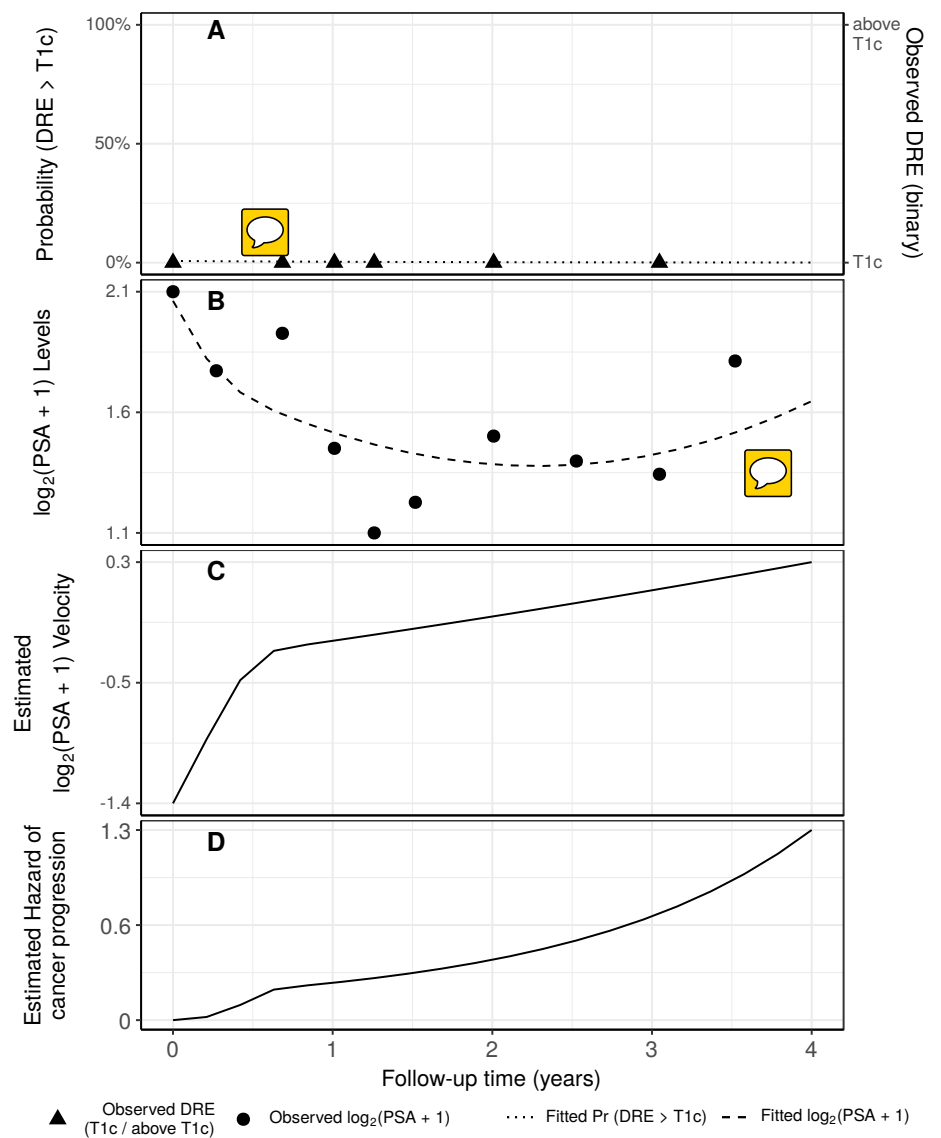 A
100%
50%
0%
Probability (DRE > T1c)
above
T1c
T1c
Observed DRE (binary)
B
2.1
1.6
1.1
log₂(PSA + 1) Levels
C
0.3
-0.5
-1.4
Estimated
log₂(PSA + 1) Velocity
D
1.3
0.6
0
Estimated Hazard of
cancer progression
0 1 2 3 4
Follow-up time (years)
Observed DRE
(T1c / above T1c)
Observed log₂(PSA + 1)
Fitted Pr (DRE > T1c)
Fitted log₂(PSA + 1)